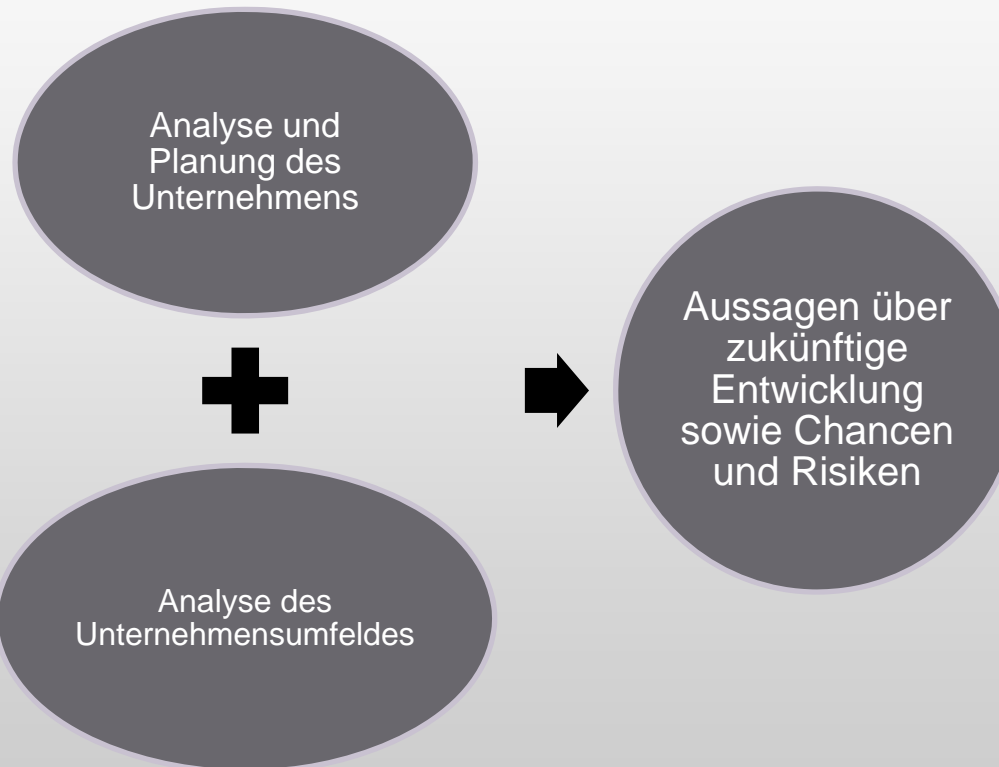 Analyse und
Planung des
Unternehmens
Analyse des
Unternehmensumfeldes
Aussagen über
zukünftige
Entwicklung
sowie Chancen
und Risiken